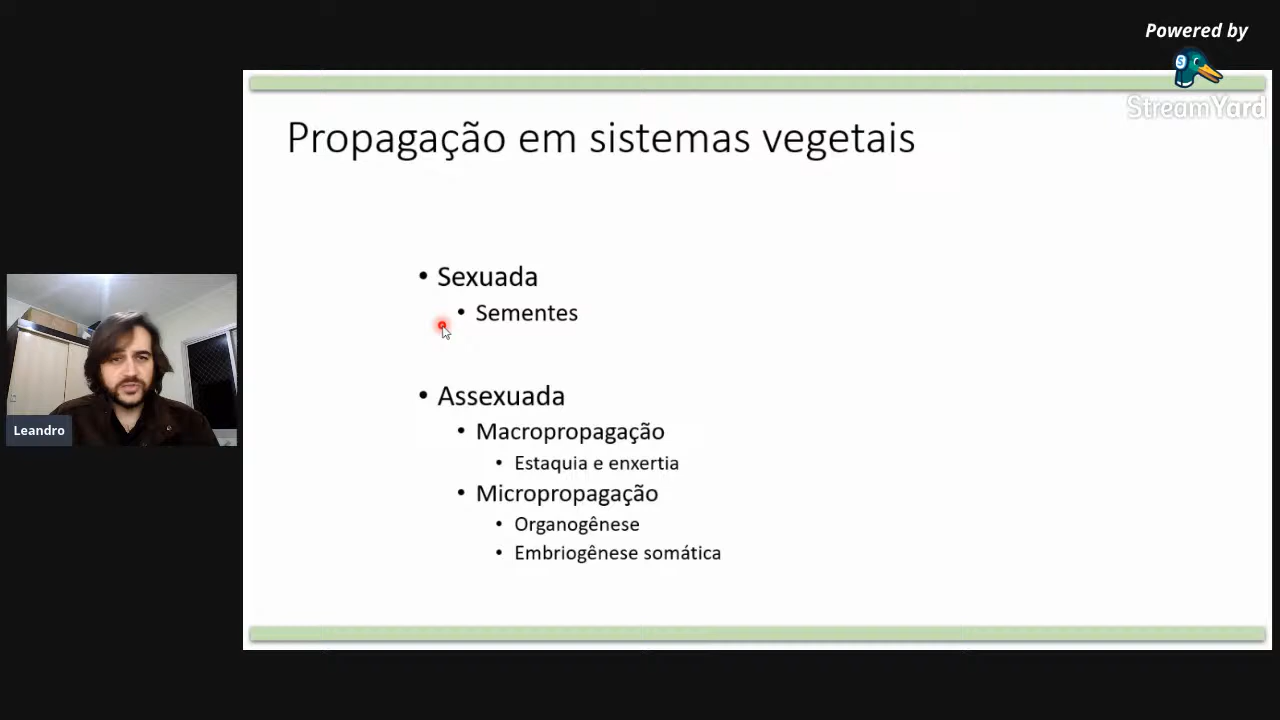 Powered by
StreamYard
Propagação em sistemas vegetais
• Sexuada
• Sementes
• Assexuada
• Macropropagação
• Estaquia e enxertia
• Micropropagação
• Organogênese
• Embriogênese somática
Leandro